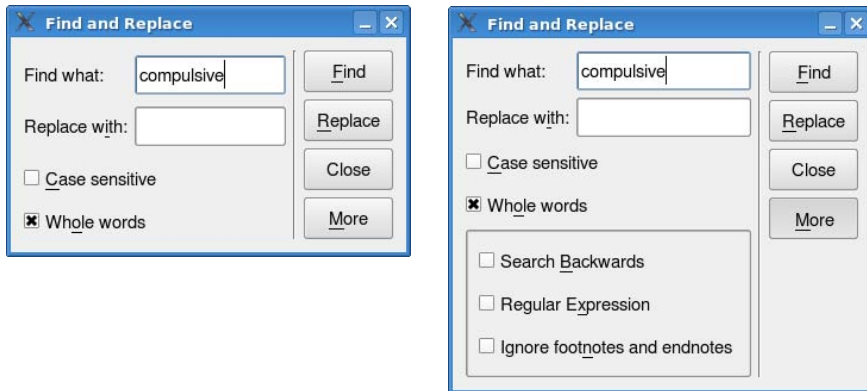 Find and Replace
Find what: compulsive Find
Replace with: Replace
Case sensitive Close
Whole words More
Find and Replace
Find what: compulsive Find
Replace with: Replace
Case sensitive Close
Whole words More
Search Backwards
Regular Expression
Ignore footnotes and endnotes